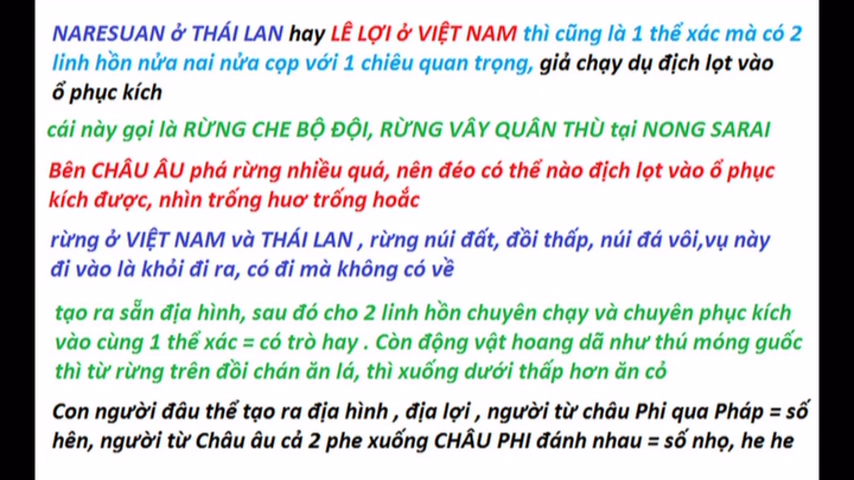 NARESUAN ở THÁI LAN hay LÊ LỢI ở VIỆT NAM thì cũng là 1 thể xác mà có 2
linh hồn nửa nai nửa cọp với 1 chiêu quan trọng, giả chạy dụ địch lọt vào
ổ phục kích
cái này gọi là RỪNG CHE BỘ ĐỘI, RỪNG VÂY QUÂN THÙ tại NONG SARAI
Bên CHÂU ÂU phá rừng nhiều quá, nên đéo có thể nào địch lọt vào ổ phục
kích được, nhìn trống huơ trống hoắc
rừng ở VIỆT NAM và THÁI LAN , rừng núi đất, đồi thấp, núi đá vôi,vụ này
đi vào là khỏi đi ra, có đi mà không có về
tạo ra sẵn địa hình, sau đó cho 2 linh hồn chuyên chạy và chuyên phục kích
vào cùng 1 thể xác = có trò hay . Còn động vật hoang dã như thú móng guốc
thì từ rừng trên đồi chán ăn lá, thì xuống dưới thấp hơn ăn cỏ
Con người đâu thể tạo ra địa hình , địa lợi , người từ châu Phi qua Pháp = số
hên, người từ Châu âu cả 2 phe xuống CHÂU PHI đánh nhau = số nhọ, he he